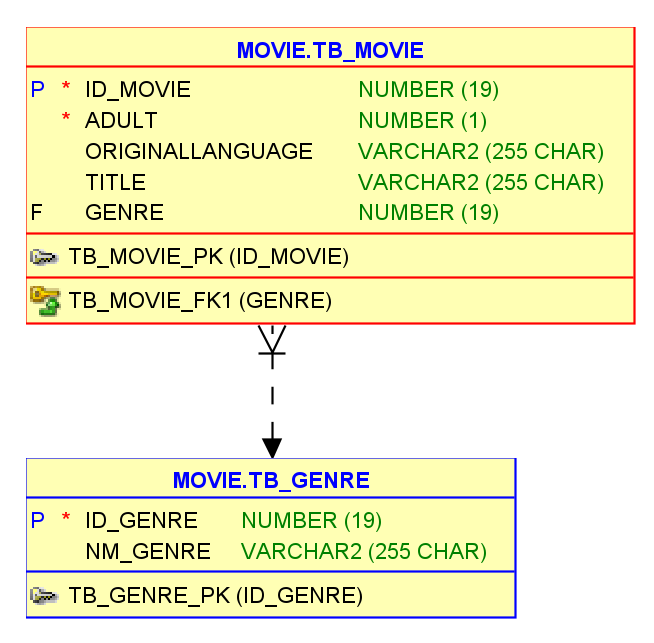 MOVIE.TB_MOVIE
P * ID_MOVIE NUMBER (19)
* ADULT NUMBER (1)
ORIGINALLANGUAGE VARCHAR2 (255 CHAR)
TITLE VARCHAR2 (255 CHAR)
F GENRE NUMBER (19)
TB_MOVIE_PK (ID_MOVIE)
TB_MOVIE_FK1 (GENRE)
MOVIE.TB_GENRE
P * ID_GENRE NUMBER (19)
NM_GENRE VARCHAR2 (255 CHAR)
TB_GENRE_PK (ID_GENRE)